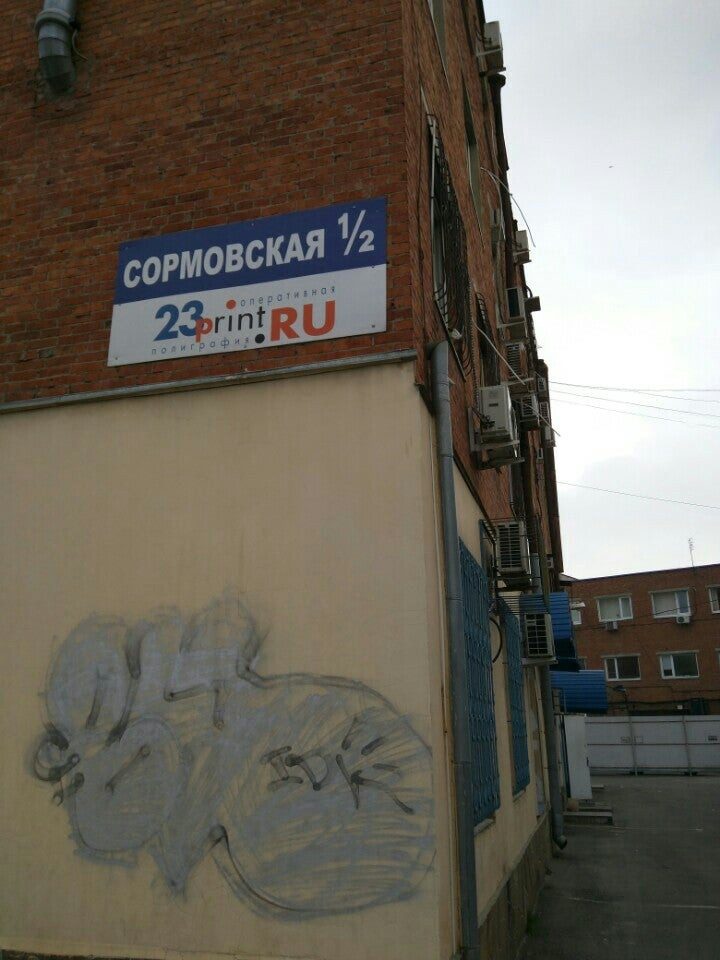 СОРМОВСКАЯ 1/2
оперативная
23print.RU
полиграфия